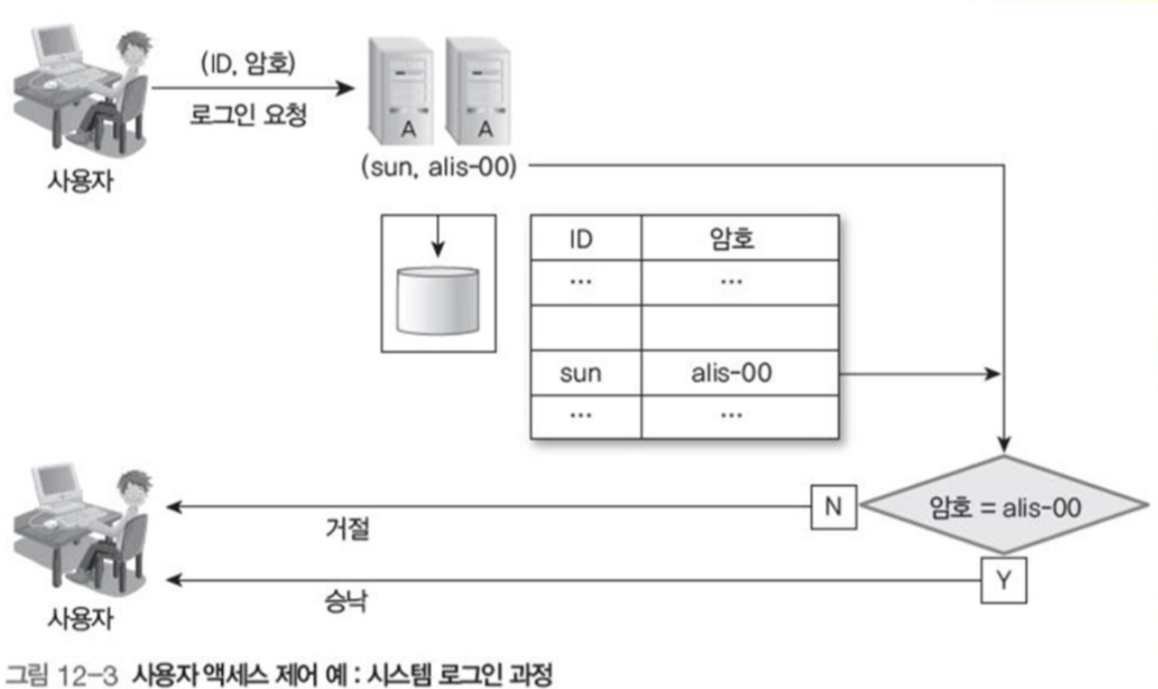 (ID, 암호)
로그인 요청
사용자
A A
(sun, alis-00)
ID 암호
... ...
sun alis-00
... ...
암호 = alis-00
N
거절
Y
승낙
사용자
그림 12-3 사용자 액세스 제어 예 : 시스템 로그인 과정